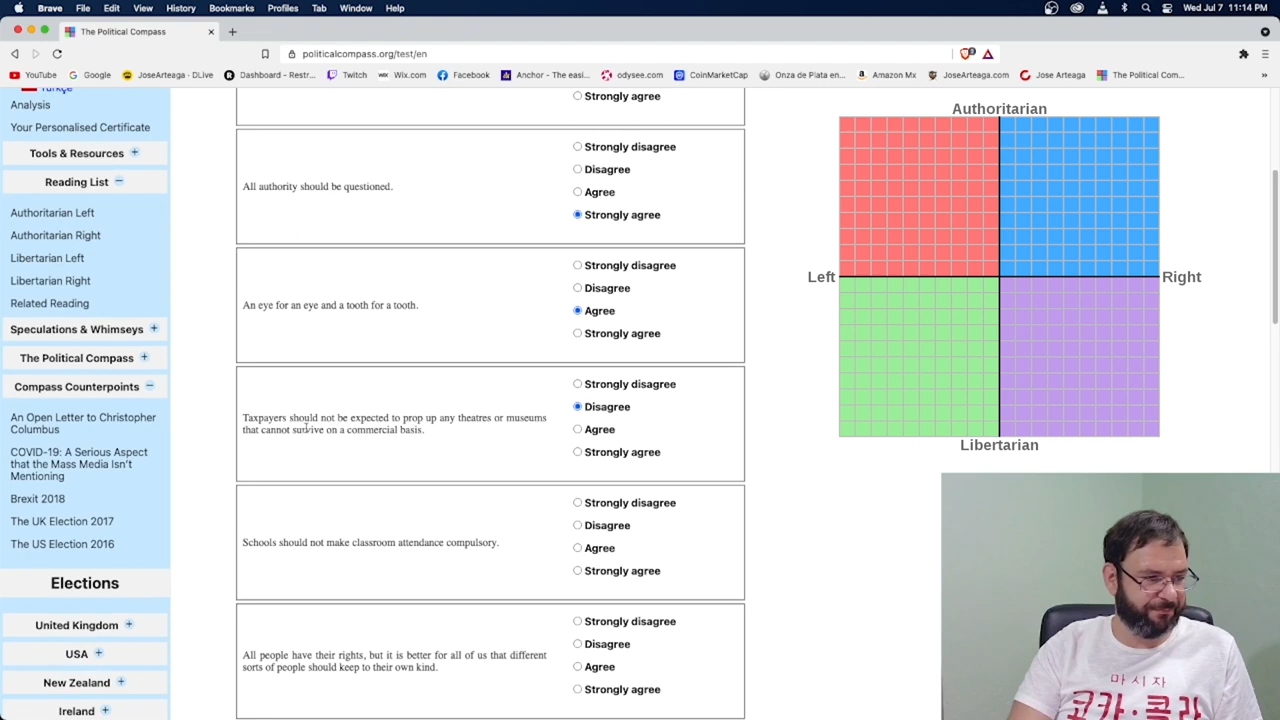 Brave File Edit View History Bookmarks Profiles Tab Window Help
Wed Jul 7 11:14 PM
The Political Compass
politicalcompass.org/test/en
YouTube Google JoseArteaga · DLive Dashboard - Restr... Twitch Wix.com Facebook Anchor - The easi... odysee.com CoinMarketCap Onza de Plata en... Amazon Mx JoseArteaga.com Jose Arteaga The Political Com... »
Türkçe
Analysis
Your Personalised Certificate
Tools & Resources +
Reading List −
Authoritarian Left
Authoritarian Right
Libertarian Left
Libertarian Right
Related Reading
Speculations & Whimseys +
The Political Compass +
Compass Counterpoints −
An Open Letter to Christopher
Columbus
COVID-19: A Serious Aspect
that the Mass Media Isn't
Mentioning
Brexit 2018
The UK Election 2017
The US Election 2016
Elections
United Kingdom +
USA +
New Zealand +
Ireland +
Strongly agree
All authority should be questioned.
Strongly disagree
Disagree
Agree
Strongly agree
An eye for an eye and a tooth for a tooth.
Strongly disagree
Disagree
Agree
Strongly agree
Taxpayers should not be expected to prop up any theatres or museums
that cannot survive on a commercial basis.
Strongly disagree
Disagree
Agree
Strongly agree
Schools should not make classroom attendance compulsory.
Strongly disagree
Disagree
Agree
Strongly agree
All people have their rights, but it is better for all of us that different
sorts of people should keep to their own kind.
Strongly disagree
Disagree
Agree
Strongly agree
Authoritarian
Left
Right
Libertarian
마시자
코카·콜라